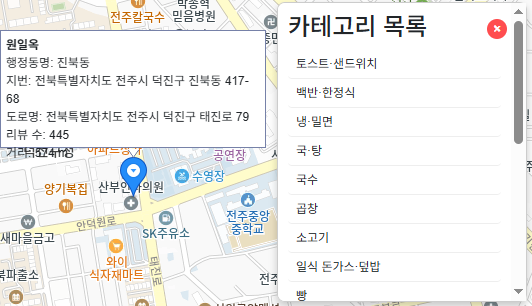 전주칼국수
박종혁
믿음병원
원일옥
행정동명: 진북동
지번: 전북특별자치도 전주시 덕진구 진북동 417-
68
도로명: 전북특별자치도 전주시 덕진구 태진로 79
리뷰 수: 445
공연장
수영장
양기복집
산부인과의원
전주중앙
중학교
안덕원로
SK주유소
새마을금고
와이
식자재마트
태진로
북파출소
카테고리 목록
토스트·샌드위치
백반·한정식
냉·밀면
국·탕
국수
곱창
소고기
일식 돈가스·덮밥
빵